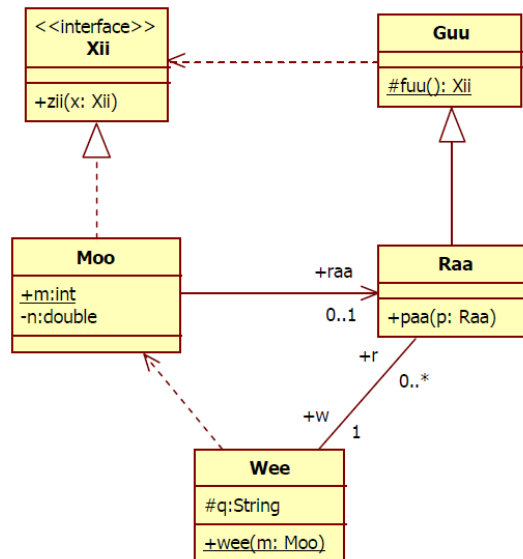 <<interface>>
Xii
+zii(x: Xii)
Guu
#fuu(): Xii
Moo
+m:int
-n:double
+raa
0..1
Raa
+paa(p: Raa)
+r
0..*
+w
1
Wee
#q:String
+wee(m: Moo)